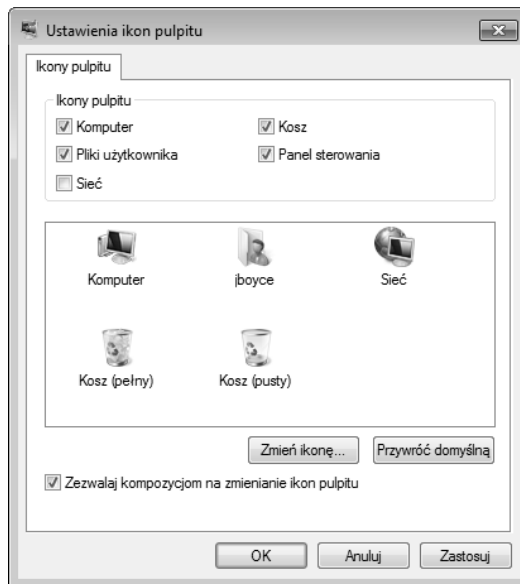 Ustawienia ikon pulpitu
Ikony pulpitu
Ikony pulpitu
Komputer
Kosz
Pliki użytkownika
Panel sterowania
Sieć
Komputer
jboyce
Sieć
Kosz (pełny)
Kosz (pusty)
Zmień ikonę...
Przywróć domyślną
Zezwalaj kompozycjom na zmienianie ikon pulpitu
OK
Anuluj
Zastosuj